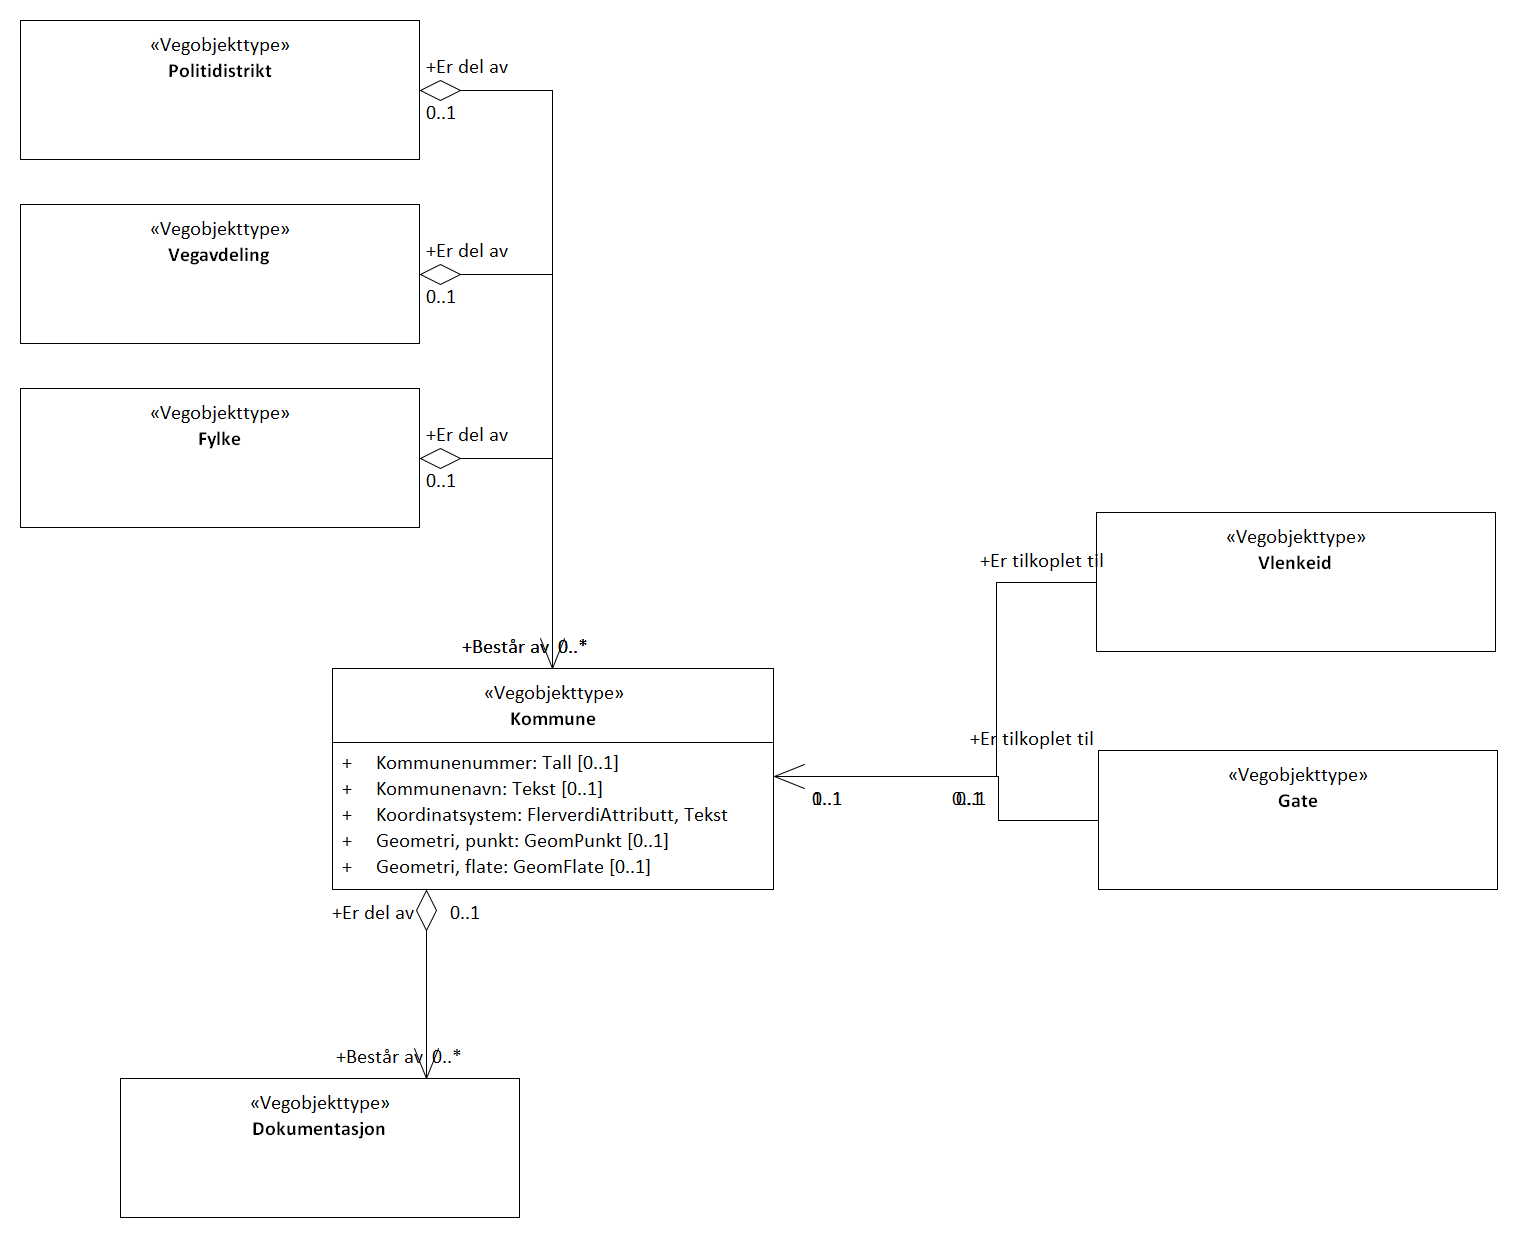 «Vegobjekttype»
Politidistrikt
+Er del av
0..1
«Vegobjekttype»
Vegavdeling
+Er del av
0..1
«Vegobjekttype»
Fylke
+Er del av
0..1
«Vegobjekttype»
Vlenkeid
+Er tilkoplet til
+Består av 0..*
«Vegobjekttype»
Kommune
+ Kommunenummer: Tall [0..1]
+ Kommunenavn: Tekst [0..1]
+ Koordinatsystem: FlerverdiAttributt, Tekst
+ Geometri, punkt: GeomPunkt [0..1]
+ Geometri, flate: GeomFlate [0..1]
+Er tilkoplet til
0..1
0..1
«Vegobjekttype»
Gate
+Er del av 0..1
+Består av 0..*
«Vegobjekttype»
Dokumentasjon